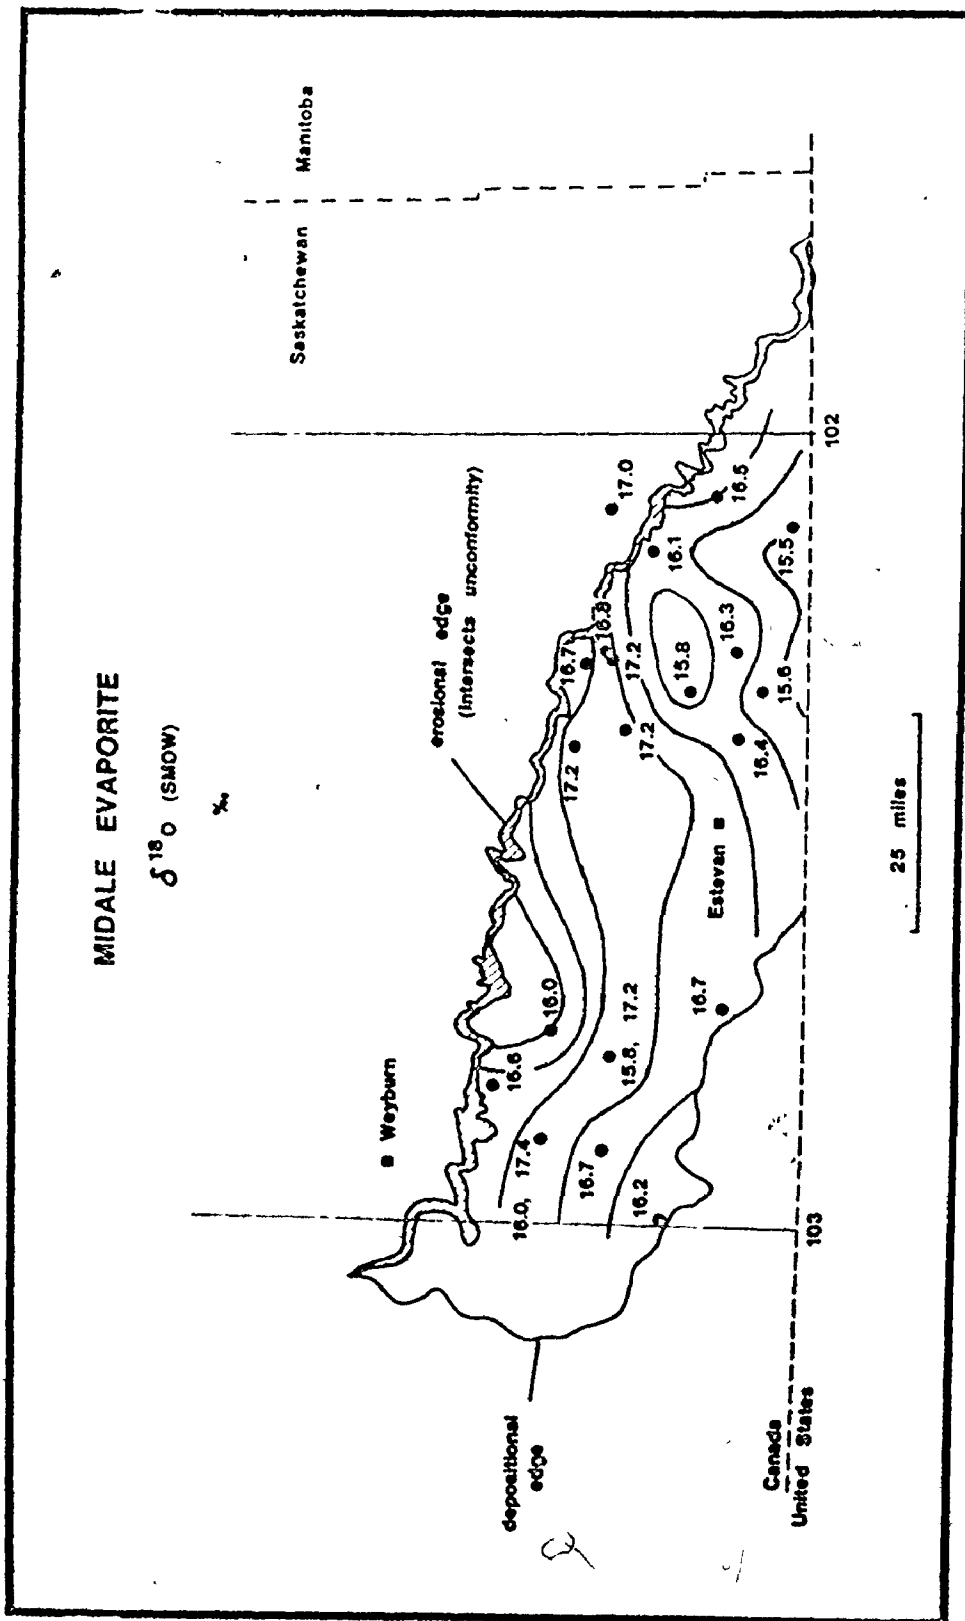 MIDALE EVAPORITE
δ18O (SMOW)
‰
Saskatchewan
Manitoba
Weyburn
erosional edge
(intersects unconformity)
depositional
edge
16.6
16.0
16.0, 17.4
16.7
16.2
15.8, 17.2
16.7
17.2
16.7
16.8
17.2
17.2
17.0
16.1
16.5
15.8
16.3
16.4
15.6
15.5
Estevan
Canada
United States
103
102
25 miles